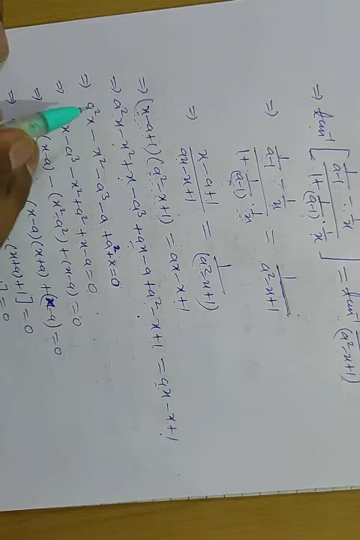 ⇒ tan⁻¹ [ (1/(a-1) - 1/x) / (1 + 1/(a-1) · 1/x) ] = tan⁻¹ 1/(a²-x+1)
⇒ (1/(a-1) - 1/x) / (1 + 1/(a-1) · 1/x) = 1/(a²-x+1)
⇒ (x-a+1)/(ax-x+1) = 1/(a²-x+1)
⇒ (x-a+1)(a²-x+1) = ax-x+1
⇒ a²x-x²+x-a³+ax-a+a²-x+1 = ax-x+1
⇒ a²x-x²-a³-a+a²+x=0
⇒ x-a³-x²+a²+x-a=0
(x-a)-(x²-a²)+(x-a)=0
⇒ (x-a)(x+a)+(x-a)=0
⇒ (x+a)+1]=0
]=0